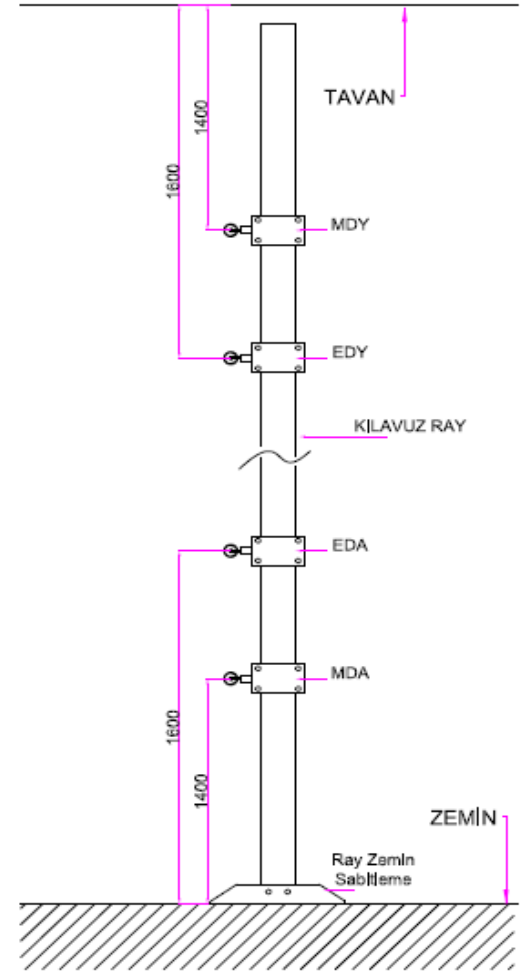 TAVAN
1400
1600
MDY
EDY
KILAVUZ RAY
EDA
MDA
1600
1400
ZEMİN
Ray Zemin
Sabitleme